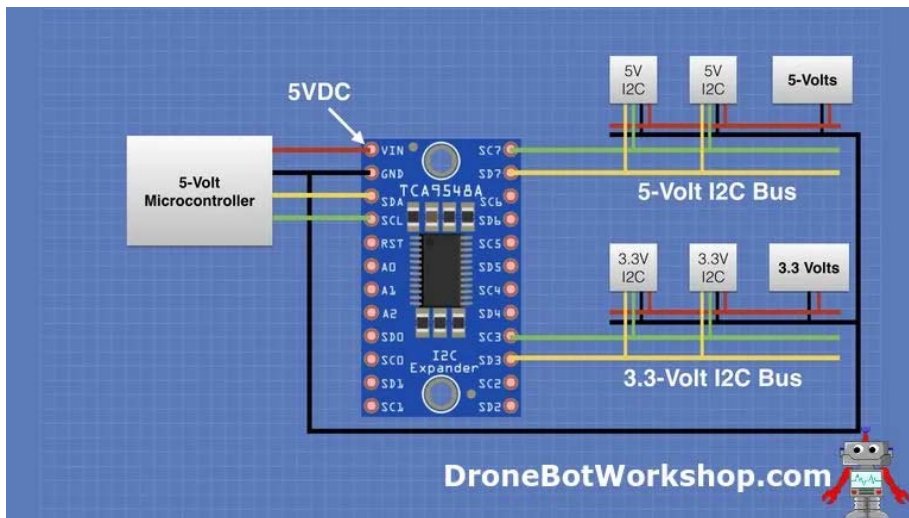 5VDC
5-Volt
Microcontroller
VIN
GND
SDA
SCL
RST
A0
A1
A2
SD0
SC0
SD1
SC1
TCA9548A
I2C
Expander
SC7
SD7
SC6
SD6
SC5
SD5
SC4
SD4
SC3
SD3
SC2
SD2
5V
I2C
5V
I2C
5-Volts
5-Volt I2C Bus
3.3V
I2C
3.3V
I2C
3.3 Volts
3.3-Volt I2C Bus
DroneBotWorkshop.com